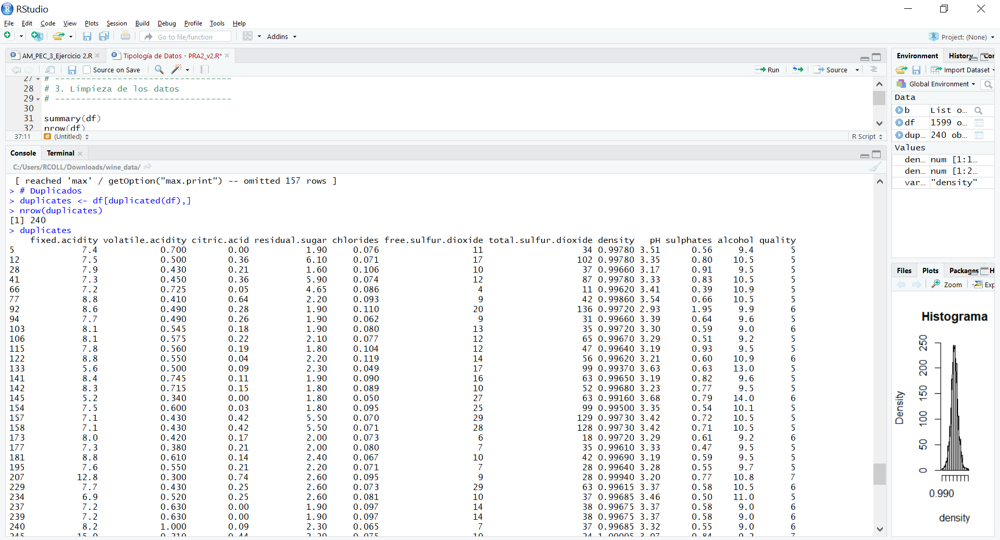 RStudio
File Edit Code View Plots Session Build Debug Profile Tools Help
Go to file/function Addins Project: (None)
AM_PEC_3_Ejercicio 2.R Tipología de Datos - PRA2_v2.R*
Source on Save Run Source
27 # ----------------------------------
28 # 3. Limpieza de los datos
29 # ----------------------------------
30
31 summary(df)
32 nrow(df)
37:11 # (Untitled) R Script
Console Terminal
C:/Users/RCOLL/Downloads/wine_data/
[ reached 'max' / getOption("max.print") -- omitted 157 rows ]
> # Duplicados
> duplicates <- df[duplicated(df),]
> nrow(duplicates)
[1] 240
> duplicates
fixed.acidity volatile.acidity citric.acid residual.sugar chlorides free.sulfur.dioxide total.sulfur.dioxide density pH sulphates alcohol quality
5 7.4 0.700 0.00 1.90 0.076 11 34 0.99780 3.51 0.56 9.4 5
12 7.5 0.500 0.36 6.10 0.071 17 102 0.99780 3.35 0.80 10.5 5
28 7.9 0.430 0.21 1.60 0.106 10 37 0.99660 3.17 0.91 9.5 5
41 7.3 0.450 0.36 5.90 0.074 12 87 0.99780 3.33 0.83 10.5 5
66 7.2 0.725 0.05 4.65 0.086 4 11 0.99620 3.41 0.39 10.9 5
77 8.8 0.410 0.64 2.20 0.093 9 42 0.99860 3.54 0.66 10.5 5
92 8.6 0.490 0.28 1.90 0.110 20 136 0.99720 2.93 1.95 9.9 6
94 7.7 0.490 0.26 1.90 0.062 9 31 0.99660 3.39 0.64 9.6 5
103 8.1 0.545 0.18 1.90 0.080 13 35 0.99720 3.30 0.59 9.0 6
106 8.1 0.575 0.22 2.10 0.077 12 65 0.99670 3.29 0.51 9.2 5
115 7.8 0.560 0.19 1.80 0.104 12 47 0.99640 3.19 0.93 9.5 5
122 8.8 0.550 0.04 2.20 0.119 14 56 0.99620 3.21 0.60 10.9 6
133 5.6 0.500 0.09 2.30 0.049 17 99 0.99370 3.63 0.63 13.0 5
141 8.4 0.745 0.11 1.90 0.090 16 63 0.99650 3.19 0.82 9.6 5
142 8.3 0.715 0.15 1.80 0.089 10 52 0.99680 3.23 0.77 9.5 5
145 5.2 0.340 0.00 1.80 0.050 27 63 0.99160 3.68 0.79 14.0 6
154 7.5 0.600 0.03 1.80 0.095 25 99 0.99500 3.35 0.54 10.1 5
157 7.1 0.430 0.42 5.50 0.070 29 129 0.99730 3.42 0.72 10.5 5
158 7.1 0.430 0.42 5.50 0.071 28 128 0.99730 3.42 0.71 10.5 5
173 8.0 0.420 0.17 2.00 0.073 6 18 0.99720 3.29 0.61 9.2 6
177 7.3 0.380 0.21 2.00 0.080 7 35 0.99610 3.33 0.47 9.5 5
181 8.8 0.610 0.14 2.40 0.067 10 42 0.99690 3.19 0.59 9.5 5
195 7.6 0.550 0.21 2.20 0.071 7 28 0.99640 3.28 0.55 9.7 5
207 12.8 0.300 0.74 2.60 0.095 9 28 0.99940 3.20 0.77 10.8 7
229 7.7 0.430 0.25 2.60 0.073 29 63 0.99615 3.37 0.58 10.5 6
234 6.9 0.520 0.25 2.60 0.081 10 37 0.99685 3.46 0.50 11.0 5
237 7.2 0.630 0.00 1.90 0.097 14 38 0.99675 3.37 0.58 9.0 6
239 7.2 0.630 0.00 1.90 0.097 14 38 0.99675 3.37 0.58 9.0 6
240 8.2 1.000 0.09 2.30 0.065 7 37 0.99685 3.32 0.55 9.0 6
245 15.0 0.210 0.44 2.20 0.075 10 24 1.00005 3.07 0.84 9.2 7
Environment History Con
Import Dataset
Global Environment
Data
b List o...
df 1599 o...
dup... 240 ob...
Values
den... num [1:1...
den... num [1:2...
var... "density"
Files Plots Packages H
Zoom Exp
Histograma
Density
250
200
150
100
50
0
0.990
density